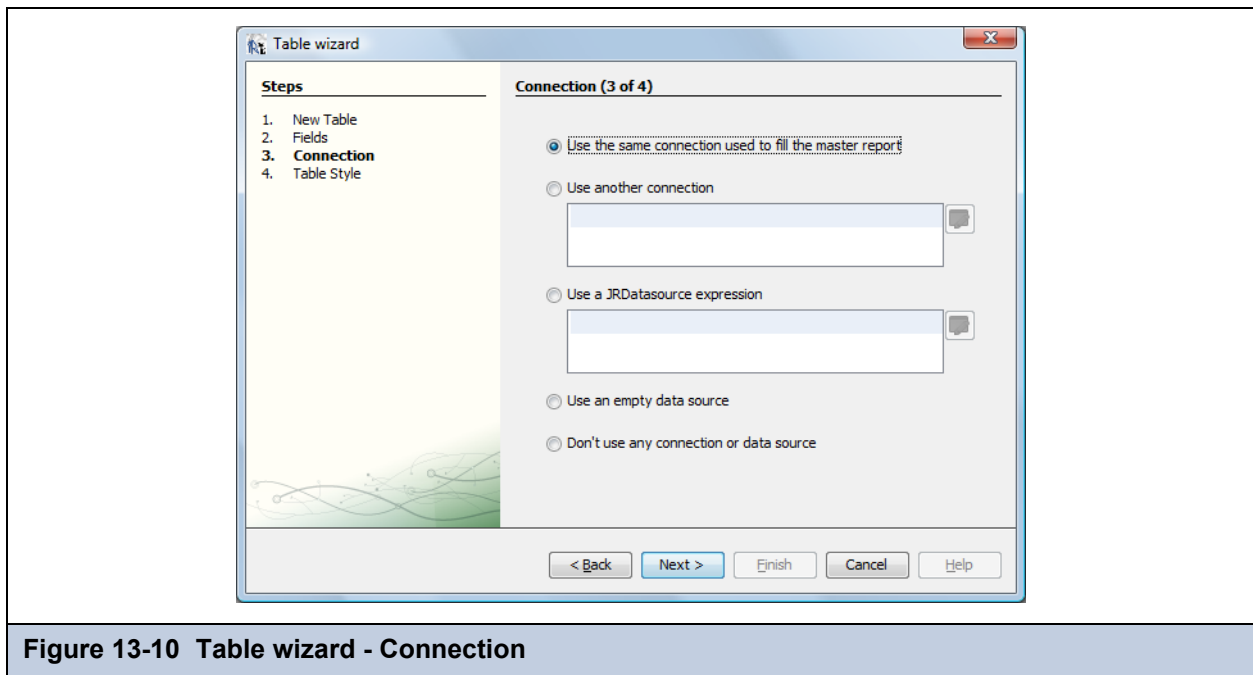 Table wizard
Steps
1. New Table
2. Fields
3. Connection
4. Table Style
Connection (3 of 4)
Use the same connection used to fill the master report
Use another connection
Use a JRDatasource expression
Use an empty data source
Don't use any connection or data source
< Back Next > Finish Cancel Help
Figure 13-10 Table wizard - Connection